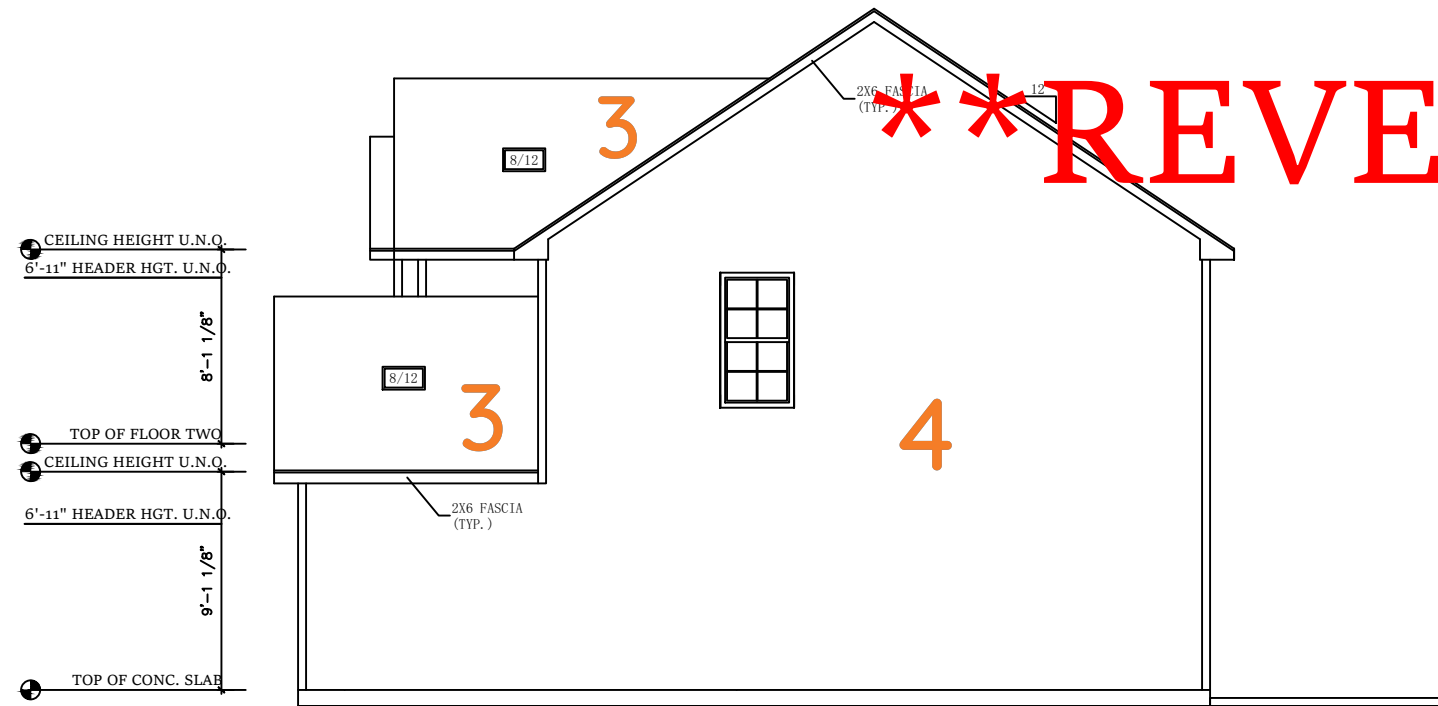 **REVE
2X6 FASCIA
(TYP.)
12
3
8/12
CEILING HEIGHT U.N.O.
6'-11" HEADER HGT. U.N.O.
8'-1 1/8"
8/12
3
4
TOP OF FLOOR TWO
CEILING HEIGHT U.N.O.
2X6 FASCIA
(TYP.)
6'-11" HEADER HGT. U.N.O.
9'-1 1/8"
TOP OF CONC. SLAB